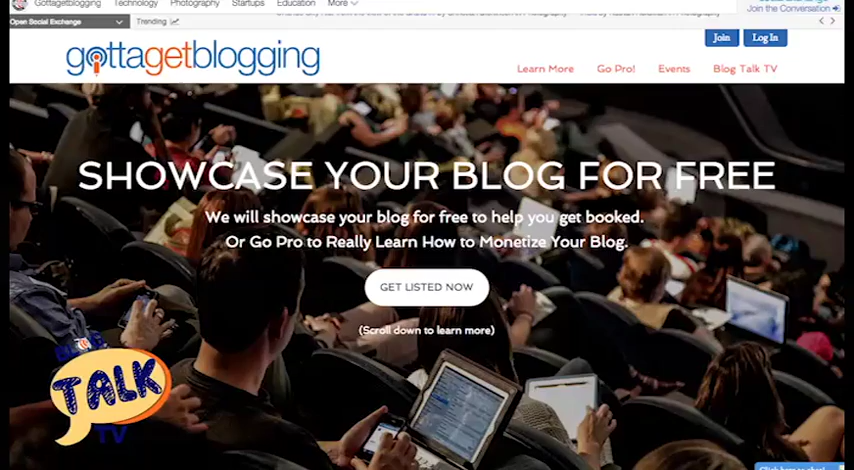 Gottagetblogging Technology Photography Startups Education More
Join the Conversation
Open Social Exchange Trending
gottagetblogging
Join Log In
Learn More Go Pro! Events Blog Talk TV
SHOWCASE YOUR BLOG FOR FREE
We will showcase your blog for free to help you get booked.
Or Go Pro to Really Learn How to Monetize Your Blog.
GET LISTED NOW
(Scroll down to learn more)
TALK
TV